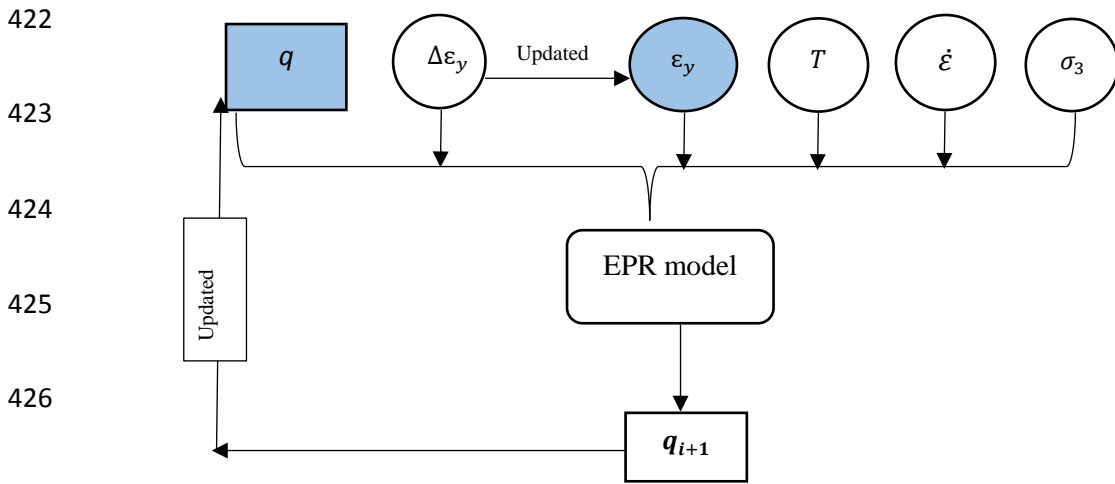 422
q Δε_y Updated ε_y T ε̇ σ_3
423
424
EPR model
425
Updated
426
q_{i+1}